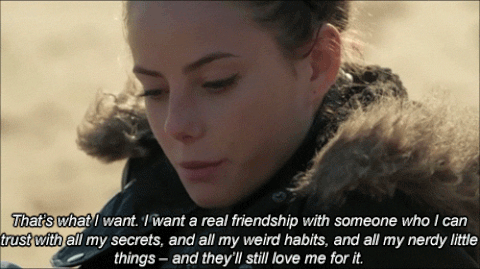 That's what I want. I want a real friendship with someone who I can
trust with all my secrets, and all my weird habits, and all my nerdy little
things – and they'll still love me for it.